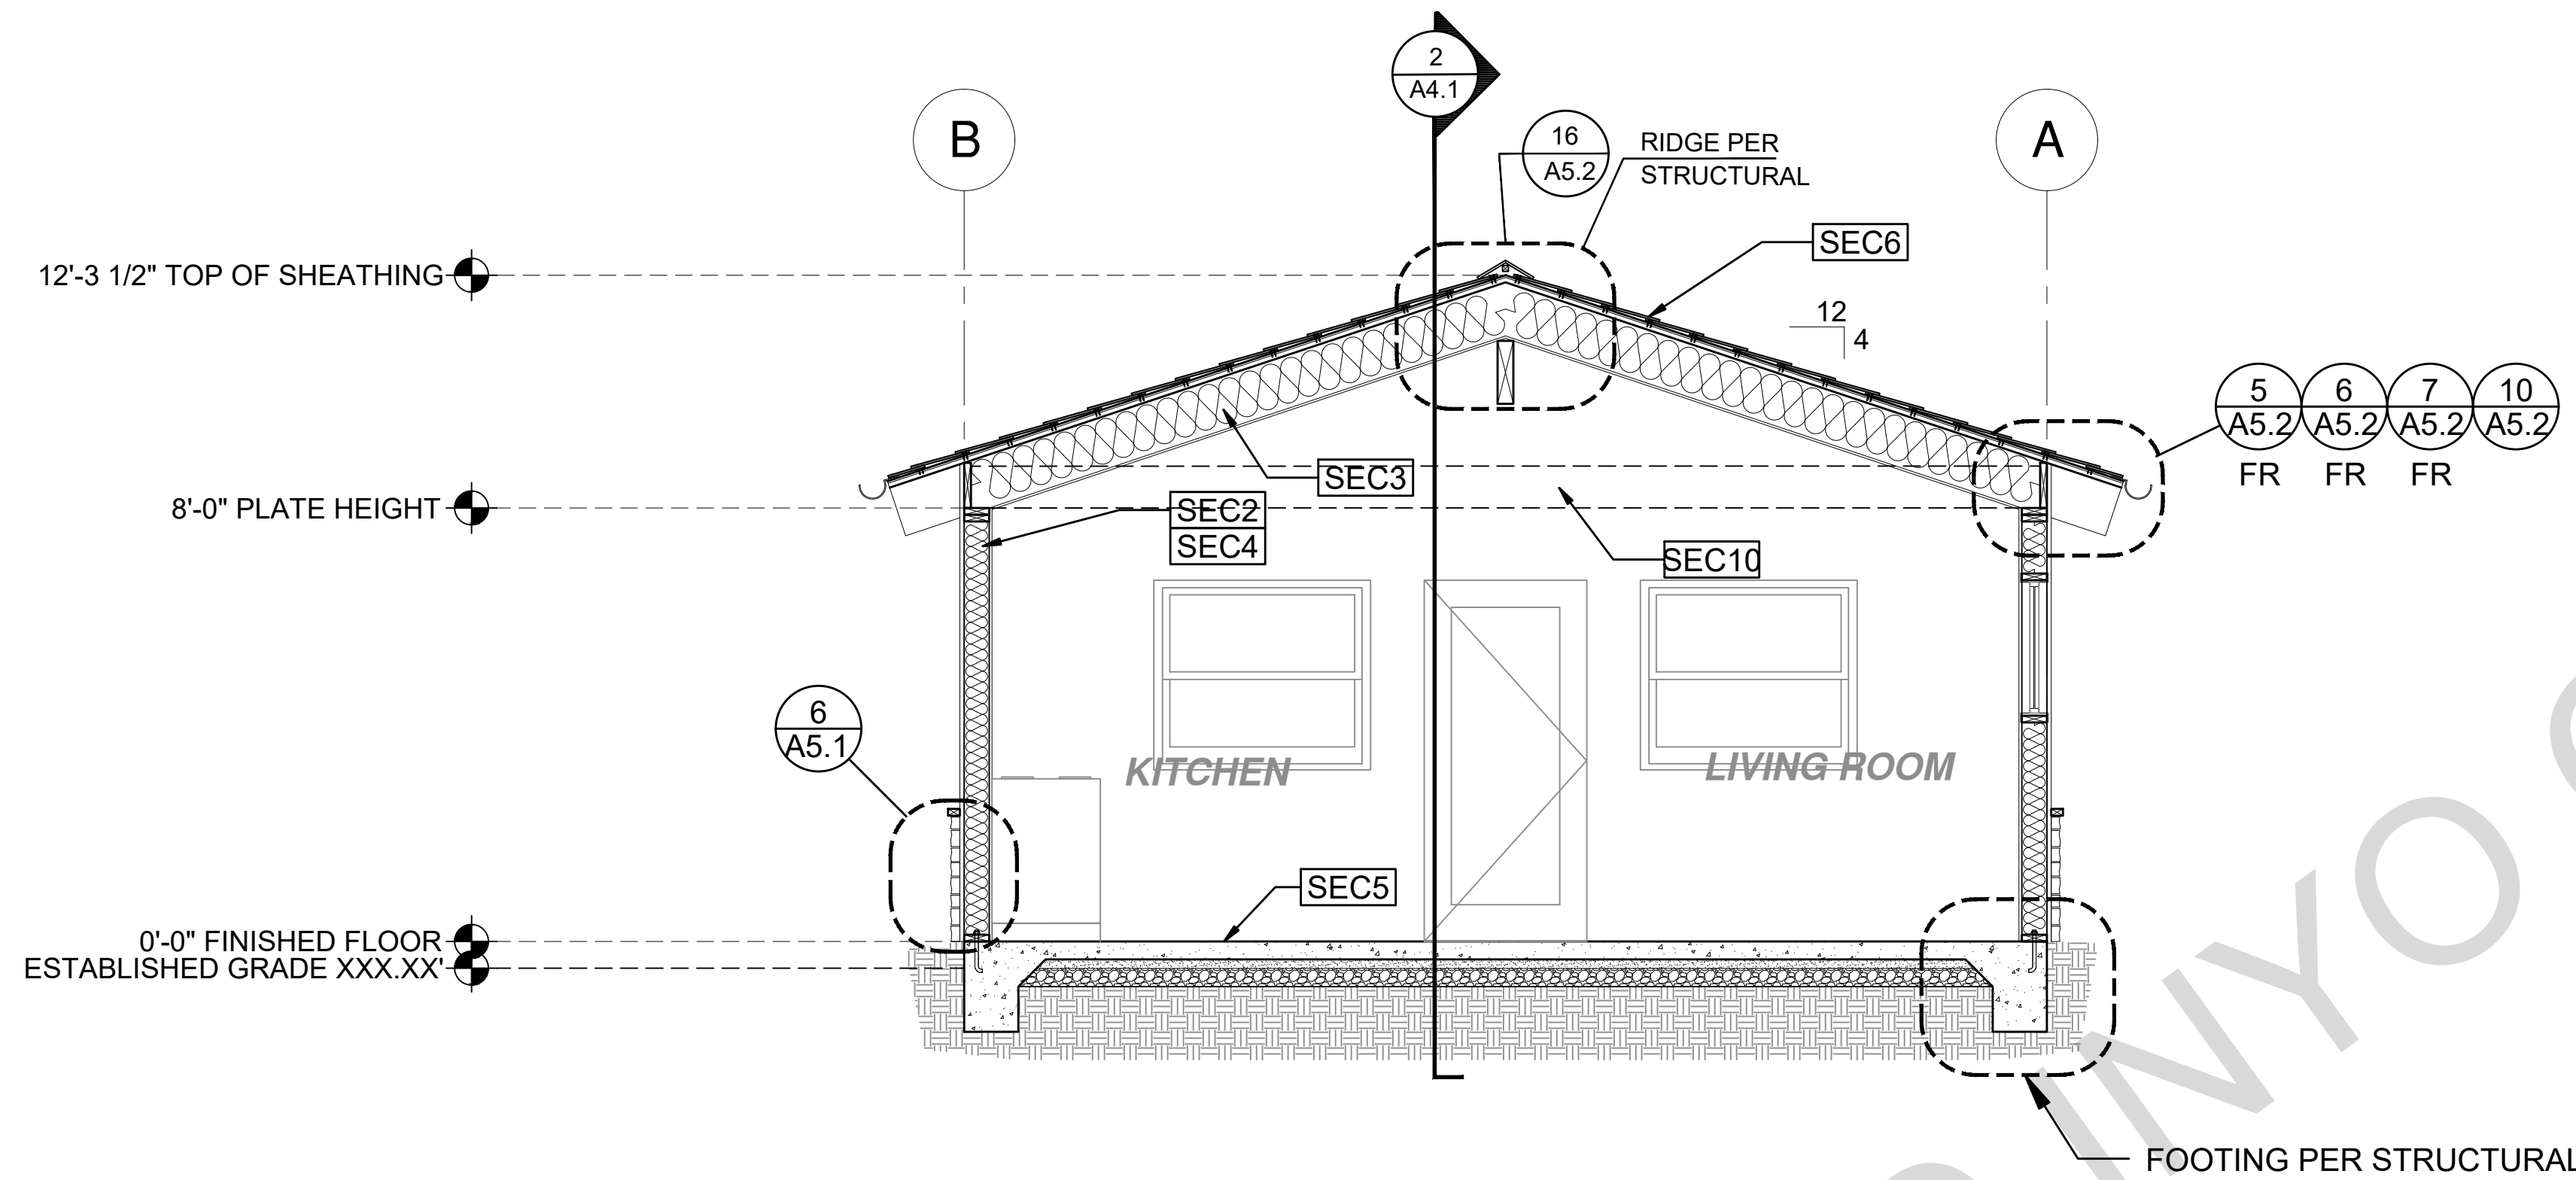 2
A4.1
B
16
A5.2
RIDGE PER
STRUCTURAL
A
SEC6
12'-3 1/2" TOP OF SHEATHING
12
4
5
A5.2
FR
6
A5.2
FR
7
A5.2
FR
10
A5.2
SEC3
8'-0" PLATE HEIGHT
SEC2
SEC4
SEC10
6
A5.1
KITCHEN
LIVING ROOM
SEC5
0'-0" FINISHED FLOOR
ESTABLISHED GRADE XXX.XX'
FOOTING PER STRUCTURAL
INYO